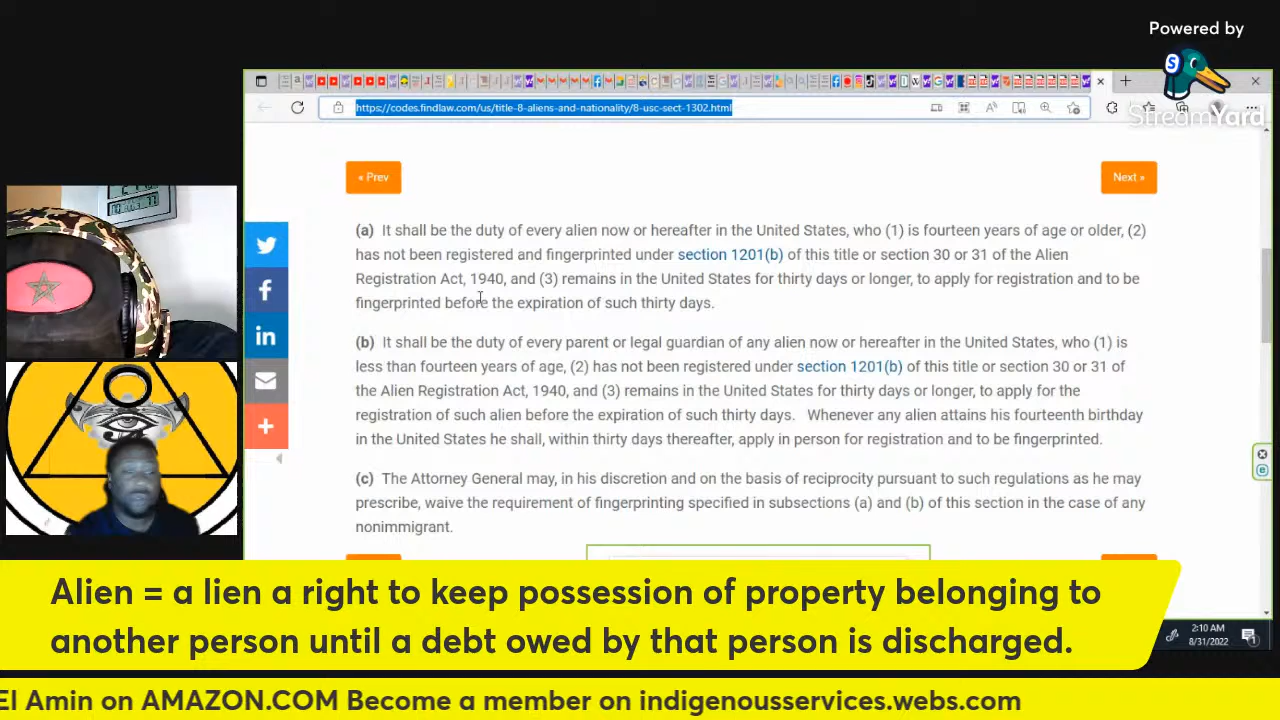 Powered by
S
StreamYard
https://codes.findlaw.com/us/title-8-aliens-and-nationality/8-usc-sect-1302.html
« Prev
Next »
(a) It shall be the duty of every alien now or hereafter in the United States, who (1) is fourteen years of age or older, (2)
has not been registered and fingerprinted under section 1201(b) of this title or section 30 or 31 of the Alien
Registration Act, 1940, and (3) remains in the United States for thirty days or longer, to apply for registration and to be
fingerprinted before the expiration of such thirty days.
(b) It shall be the duty of every parent or legal guardian of any alien now or hereafter in the United States, who (1) is
less than fourteen years of age, (2) has not been registered under section 1201(b) of this title or section 30 or 31 of
the Alien Registration Act, 1940, and (3) remains in the United States for thirty days or longer, to apply for the
registration of such alien before the expiration of such thirty days. Whenever any alien attains his fourteenth birthday
in the United States he shall, within thirty days thereafter, apply in person for registration and to be fingerprinted.
(c) The Attorney General may, in his discretion and on the basis of reciprocity pursuant to such regulations as he may
prescribe, waive the requirement of fingerprinting specified in subsections (a) and (b) of this section in the case of any
nonimmigrant.
Alien = a lien a right to keep possession of property belonging to
another person until a debt owed by that person is discharged.
2:10 AM
8/31/2022
El Amin on AMAZON.COM Become a member on indigenousservices.webs.com